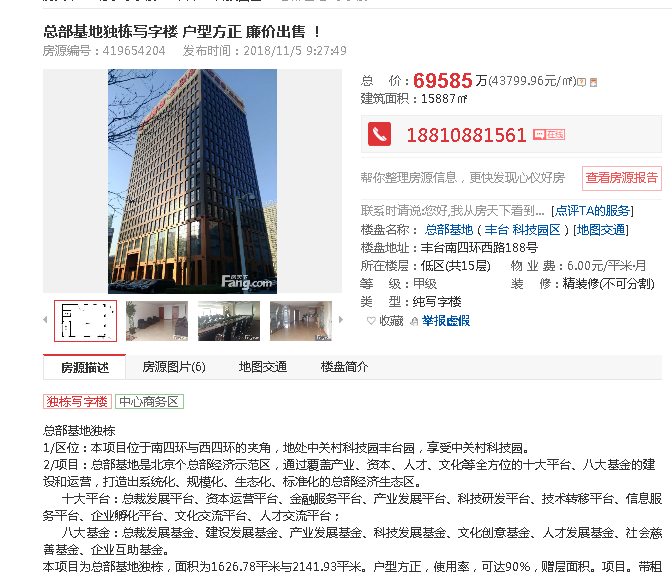 总部基地独栋写字楼 户型方正 廉价出售 ！
房源编号：419654204 发布时间：2018/11/5 9:27:49
总 价：69585万(43799.96元/㎡)
建筑面积：15887㎡
18810881561 在线
帮你整理房源信息，更快发现心仪好房 查看房源报告
联系时请说:您好,我从房天下看到... [点评TA的服务]
楼盘名称： 总部基地（丰台 科技园区）[地图交通]
楼盘地址：丰台南四环西路188号
所在楼层：低区(共15层) 物 业 费：6.00元/平米·月
等 级：甲级 装 修：精装修(不可分割)
类 型：纯写字楼
收藏 举报虚假
房天下
Fang.com
房源描述 房源图片(6) 地图交通 楼盘简介
独栋写字楼 中心商务区
总部基地独栋
1/区位：本项目位于南四环与西四环的夹角，地处中关村科技园丰台园，享受中关村科技园。
2/项目：总部基地是北京个总部经济示范区，通过覆盖产业、资本、人才、文化等全方位的十大平台、八大基金的建
设和运营，打造出系统化、规模化、生态化、标准化的总部经济生态区。
十大平台：总裁发展平台、资本运营平台、金融服务平台、产业发展平台、科技研发平台、技术转移平台、信息服
务平台、企业孵化平台、文化交流平台、人才交流平台；
八大基金：总裁发展基金、建设发展基金、产业发展基金、科技发展基金、文化创意基金、人才发展基金、社会慈
善基金、企业互助基金。
本项目为总部基地独栋，面积为1626.78平米与2141.93平米。户型方正，使用率，可达90%，赠层面积。项目。带租